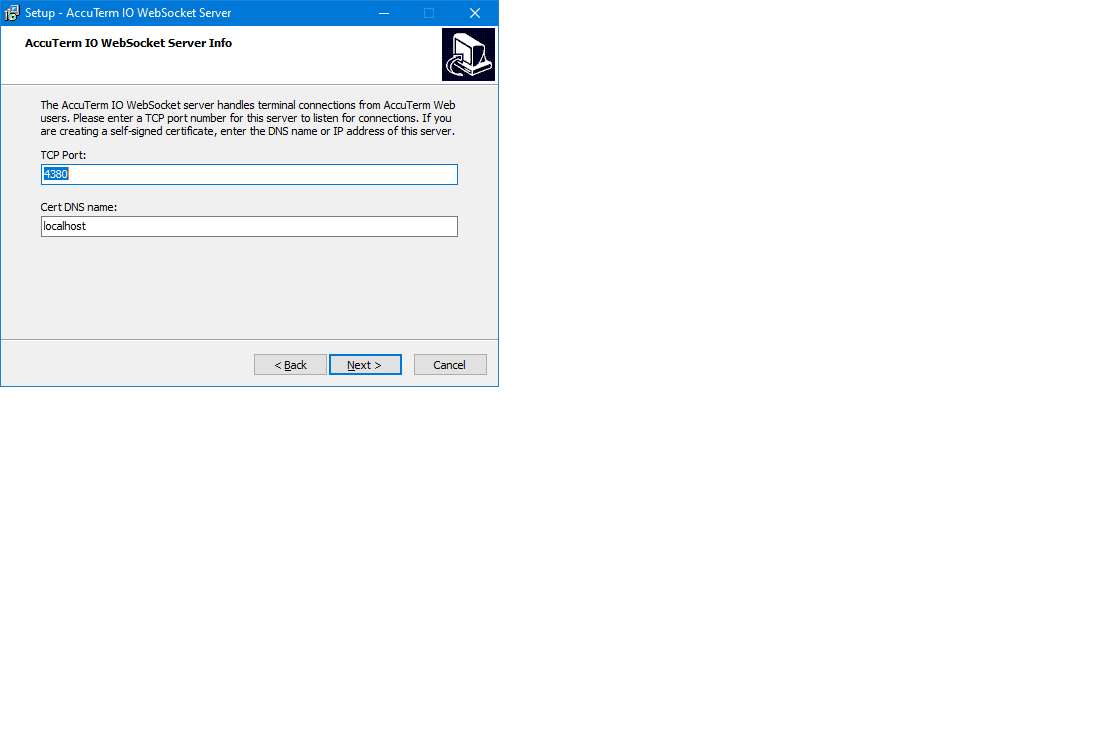 Setup - AccuTerm IO WebSocket Server
AccuTerm IO WebSocket Server Info
The AccuTerm IO WebSocket server handles terminal connections from AccuTerm Web
users. Please enter a TCP port number for this server to listen for connections. If you
are creating a self-signed certificate, enter the DNS name or IP address of this server.
TCP Port:
4380
Cert DNS name:
localhost
< Back Next > Cancel